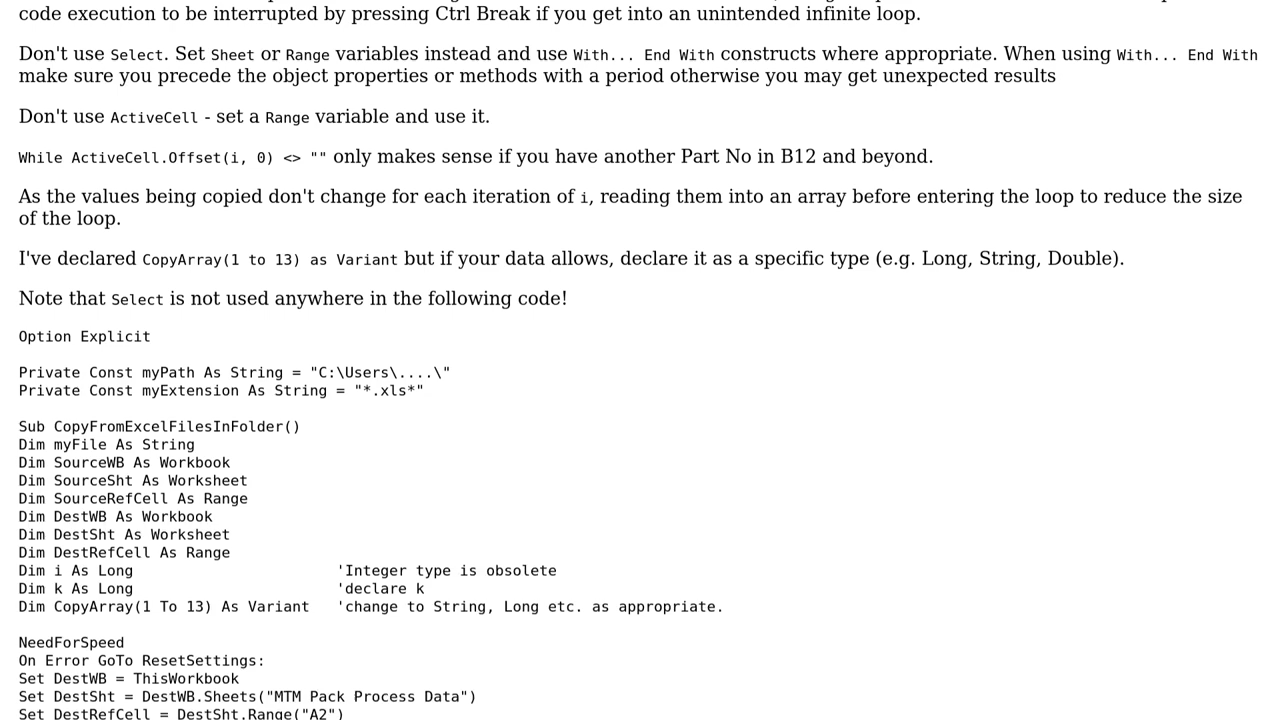 code execution to be interrupted by pressing Ctrl Break if you get into an unintended infinite loop.
Don't use Select. Set Sheet or Range variables instead and use With... End With constructs where appropriate. When using With... End With
make sure you precede the object properties or methods with a period otherwise you may get unexpected results
Don't use ActiveCell - set a Range variable and use it.
While ActiveCell.Offset(i, 0) <> "" only makes sense if you have another Part No in B12 and beyond.
As the values being copied don't change for each iteration of i, reading them into an array before entering the loop to reduce the size
of the loop.
I've declared CopyArray(1 to 13) as Variant but if your data allows, declare it as a specific type (e.g. Long, String, Double).
Note that Select is not used anywhere in the following code!
Option Explicit
Private Const myPath As String = "C:\Users\....\"
Private Const myExtension As String = "*.xls*"
Sub CopyFromExcelFilesInFolder()
Dim myFile As String
Dim SourceWB As Workbook
Dim SourceSht As Worksheet
Dim SourceRefCell As Range
Dim DestWB As Workbook
Dim DestSht As Worksheet
Dim DestRefCell As Range
Dim i As Long                       'Integer type is obsolete
Dim k As Long                       'declare k
Dim CopyArray(1 To 13) As Variant   'change to String, Long etc. as appropriate.
NeedForSpeed
On Error GoTo ResetSettings:
Set DestWB = ThisWorkbook
Set DestSht = DestWB.Sheets("MTM Pack Process Data")
Set DestRefCell = DestSht.Range("A2")